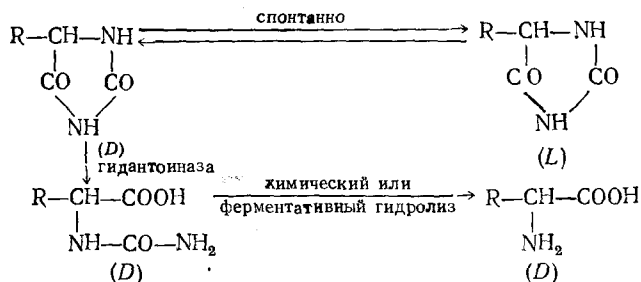 спонтанно
R—CH—NH
R—CH—NH
CO CO
CO CO
NH
NH
(D)
(L)
гидантоиназа
R—CH—COOH
химический или
ферментативный гидролиз
R—CH—COOH
NH—CO—NH₂
NH₂
(D)
(D)